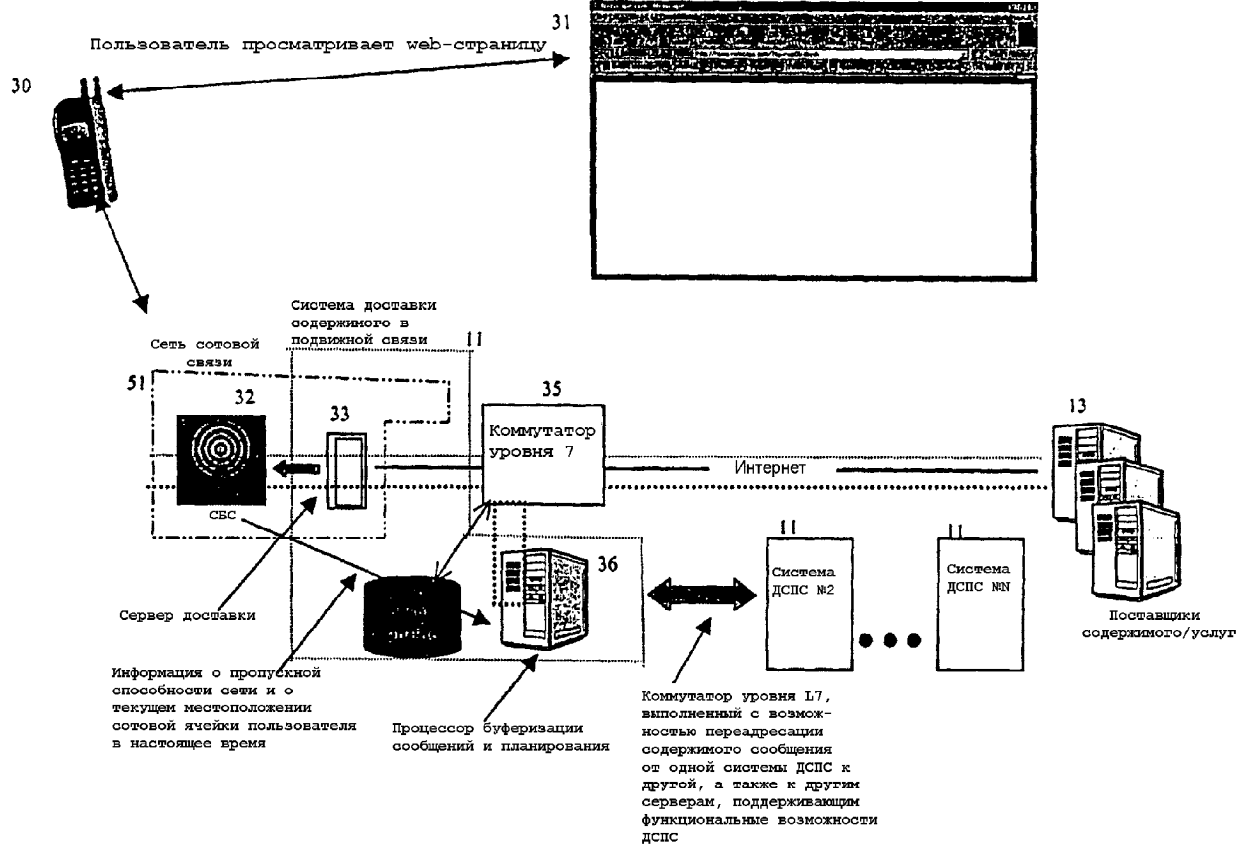 31
Пользователь просматривает web-страницу
30
Система доставки
содержимого в
подвижной связи
11
Сеть сотовой
связи
51
32
33
35
13
Коммутатор
уровня 7
Интернет
СБС
36
11
Система
ДСПС №2
11
Система
ДСПС №N
Сервер доставки
Поставщики
содержимого/услуг
Информация о пропускной
способности сети и о
текущем местоположении
сотовой ячейки пользователя
в настоящее время
Процессор буферизации
сообщений и планирования
Коммутатор уровня L7,
выполненный с возмож-
ностью переадресации
содержимого сообщения
от одной системы ДСПС к
другой, а также к другим
серверам, поддерживающим
функциональные возможности
ДСПС